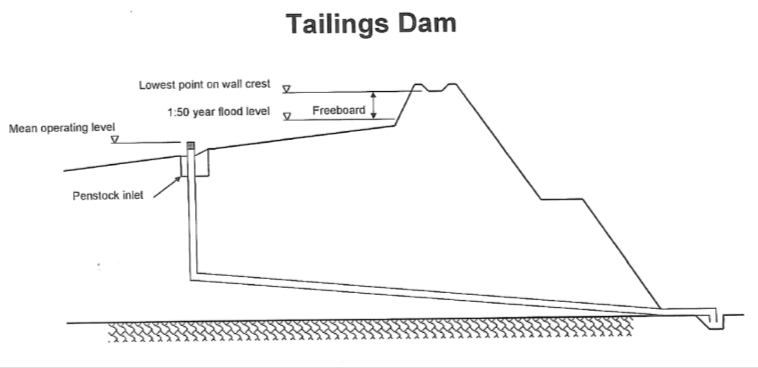 Tailings Dam
Lowest point on wall crest
1:50 year flood level
Freeboard
Mean operating level
Penstock inlet